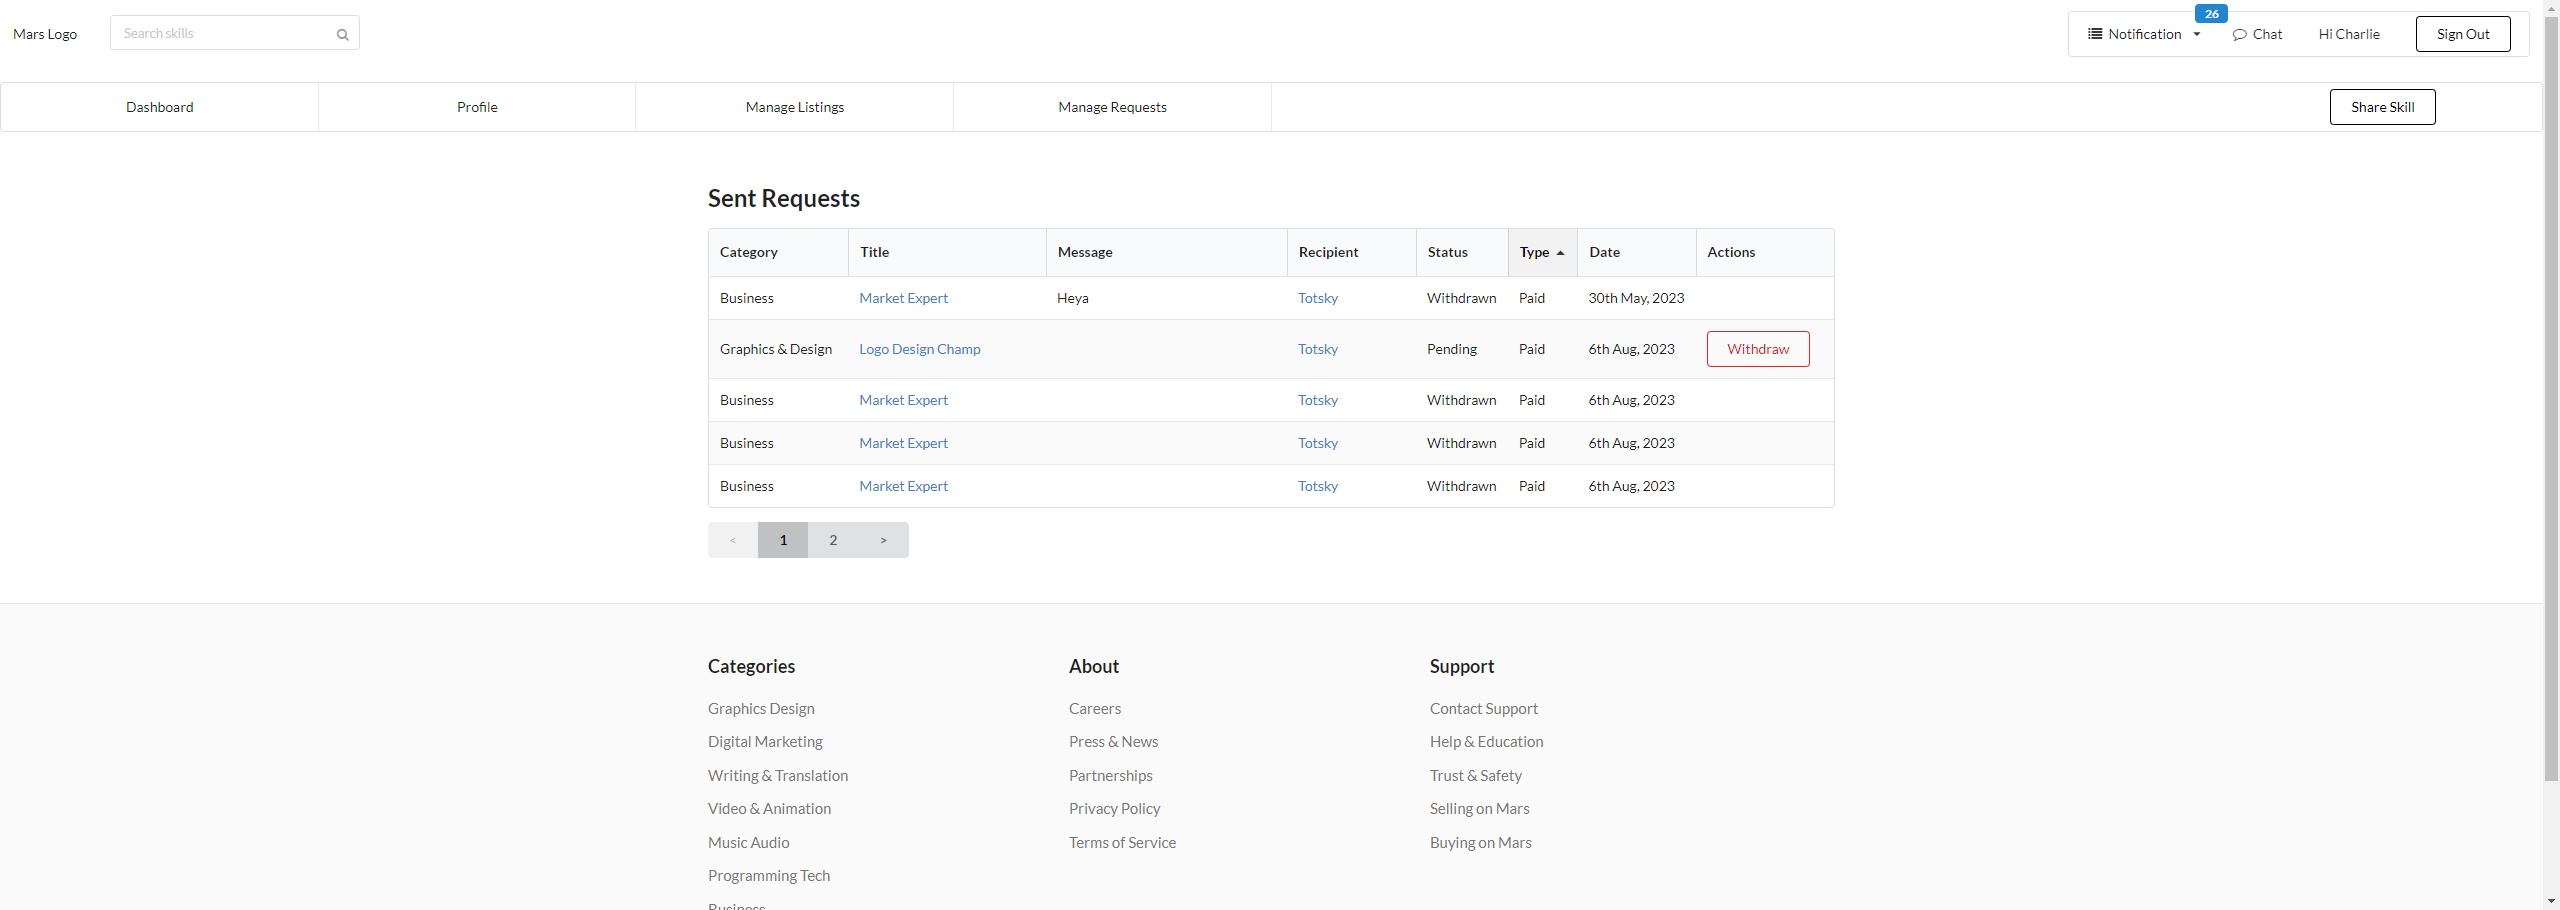 Mars Logo
Search skills
26
Notification
Chat
Hi Charlie
Sign Out
Dashboard
Profile
Manage Listings
Manage Requests
Share Skill
Sent Requests
Category Title Message Recipient Status Type Date Actions
Business Market Expert Heya Totsky Withdrawn Paid 30th May, 2023
Graphics & Design Logo Design Champ Totsky Pending Paid 6th Aug, 2023 Withdraw
Business Market Expert Totsky Withdrawn Paid 6th Aug, 2023
Business Market Expert Totsky Withdrawn Paid 6th Aug, 2023
Business Market Expert Totsky Withdrawn Paid 6th Aug, 2023
< 1 2 >
Categories
Graphics Design
Digital Marketing
Writing & Translation
Video & Animation
Music Audio
Programming Tech
Business
About
Careers
Press & News
Partnerships
Privacy Policy
Terms of Service
Support
Contact Support
Help & Education
Trust & Safety
Selling on Mars
Buying on Mars